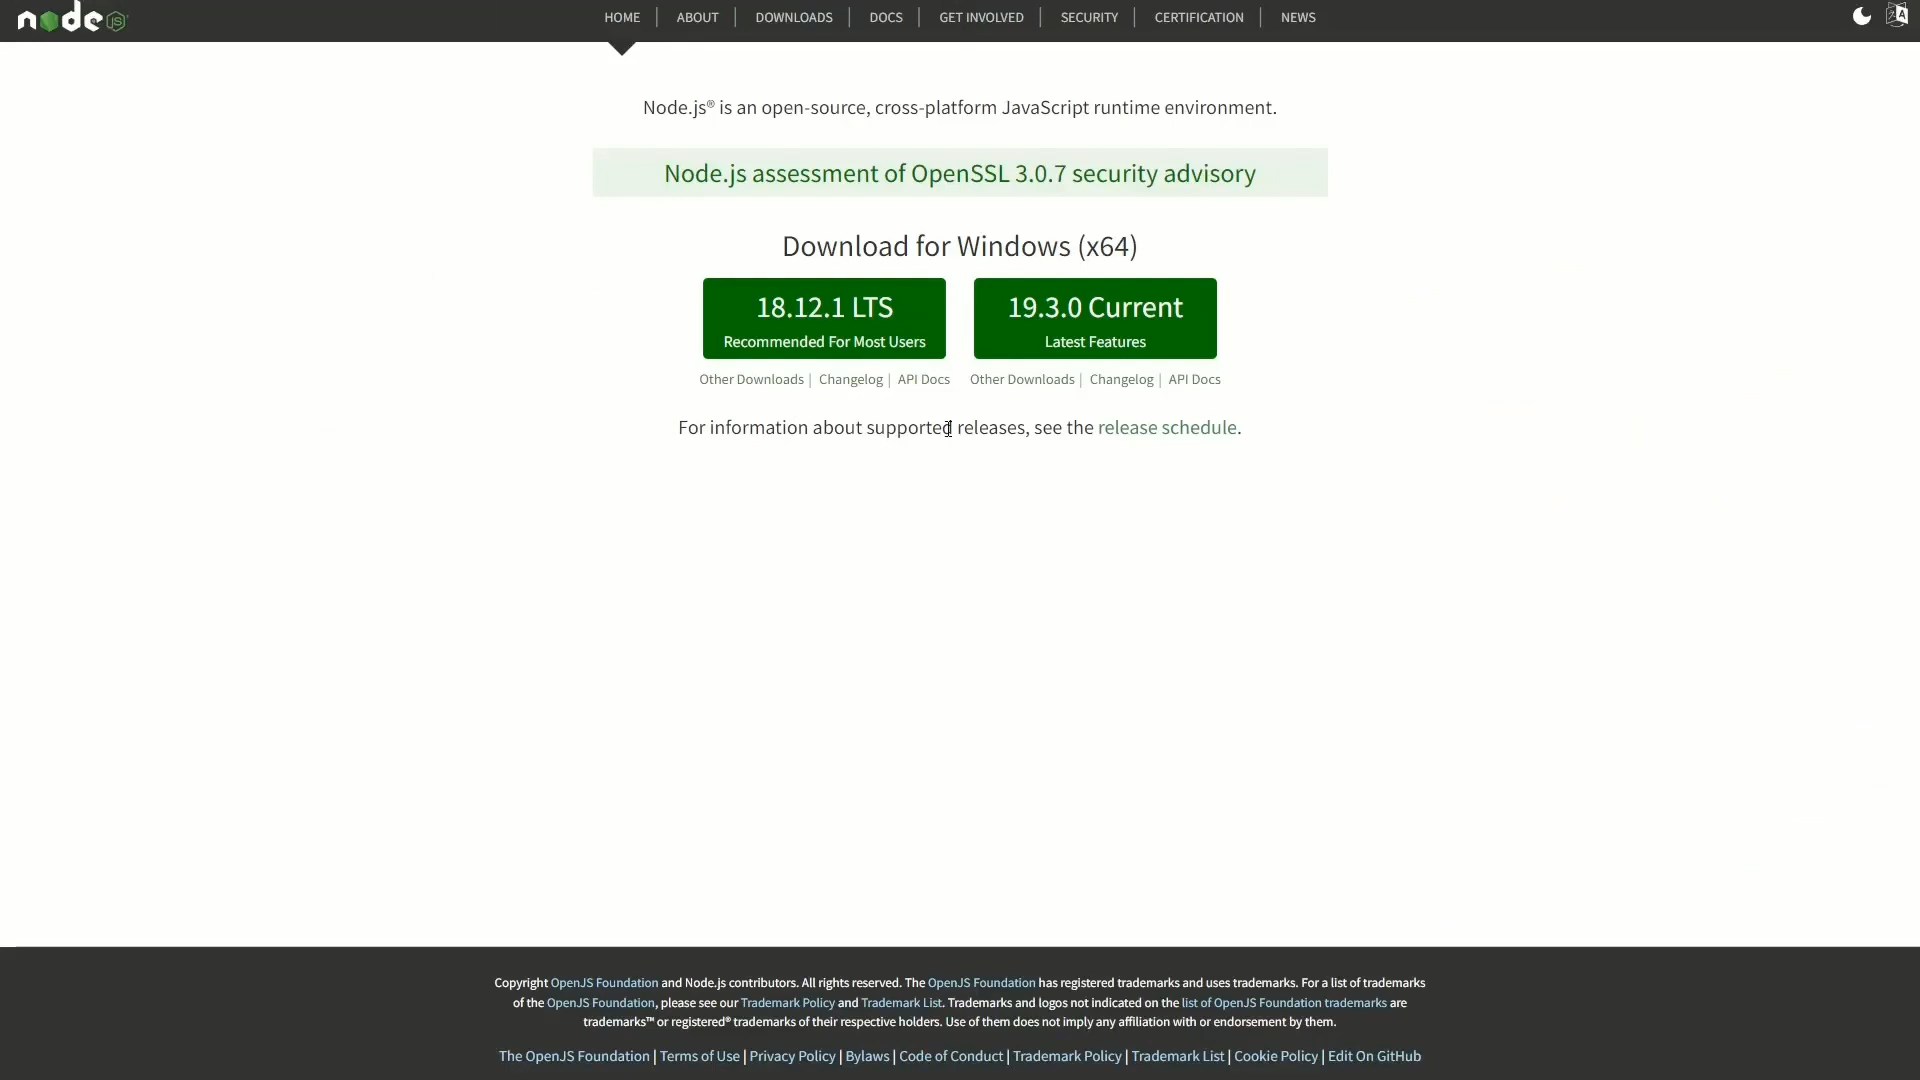 node JS
HOME | ABOUT | DOWNLOADS | DOCS | GET INVOLVED | SECURITY | CERTIFICATION | NEWS
Node.js® is an open-source, cross-platform JavaScript runtime environment.
Node.js assessment of OpenSSL 3.0.7 security advisory
Download for Windows (x64)
18.12.1 LTS
Recommended For Most Users
19.3.0 Current
Latest Features
Other Downloads | Changelog | API Docs
Other Downloads | Changelog | API Docs
For information about supported releases, see the release schedule.
Copyright OpenJS Foundation and Node.js contributors. All rights reserved. The OpenJS Foundation has registered trademarks and uses trademarks. For a list of trademarks
of the OpenJS Foundation, please see our Trademark Policy and Trademark List. Trademarks and logos not indicated on the list of OpenJS Foundation trademarks are
trademarks™ or registered® trademarks of their respective holders. Use of them does not imply any affiliation with or endorsement by them.
The OpenJS Foundation | Terms of Use | Privacy Policy | Bylaws | Code of Conduct | Trademark Policy | Trademark List | Cookie Policy | Edit On GitHub